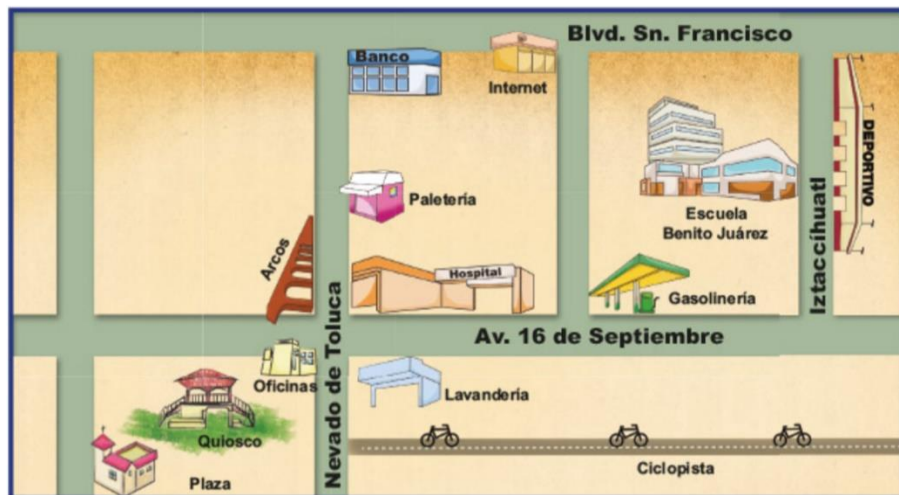 Blvd. Sn. Francisco
Banco
Internet
DEPORTIVO
Paletería
Escuela
Benito Juárez
Iztaccíhuatl
Arcos
Hospital
Gasolinería
Av. 16 de Septiembre
Nevado de Toluca
Oficinas
Lavandería
Quiosco
Plaza
Ciclopista